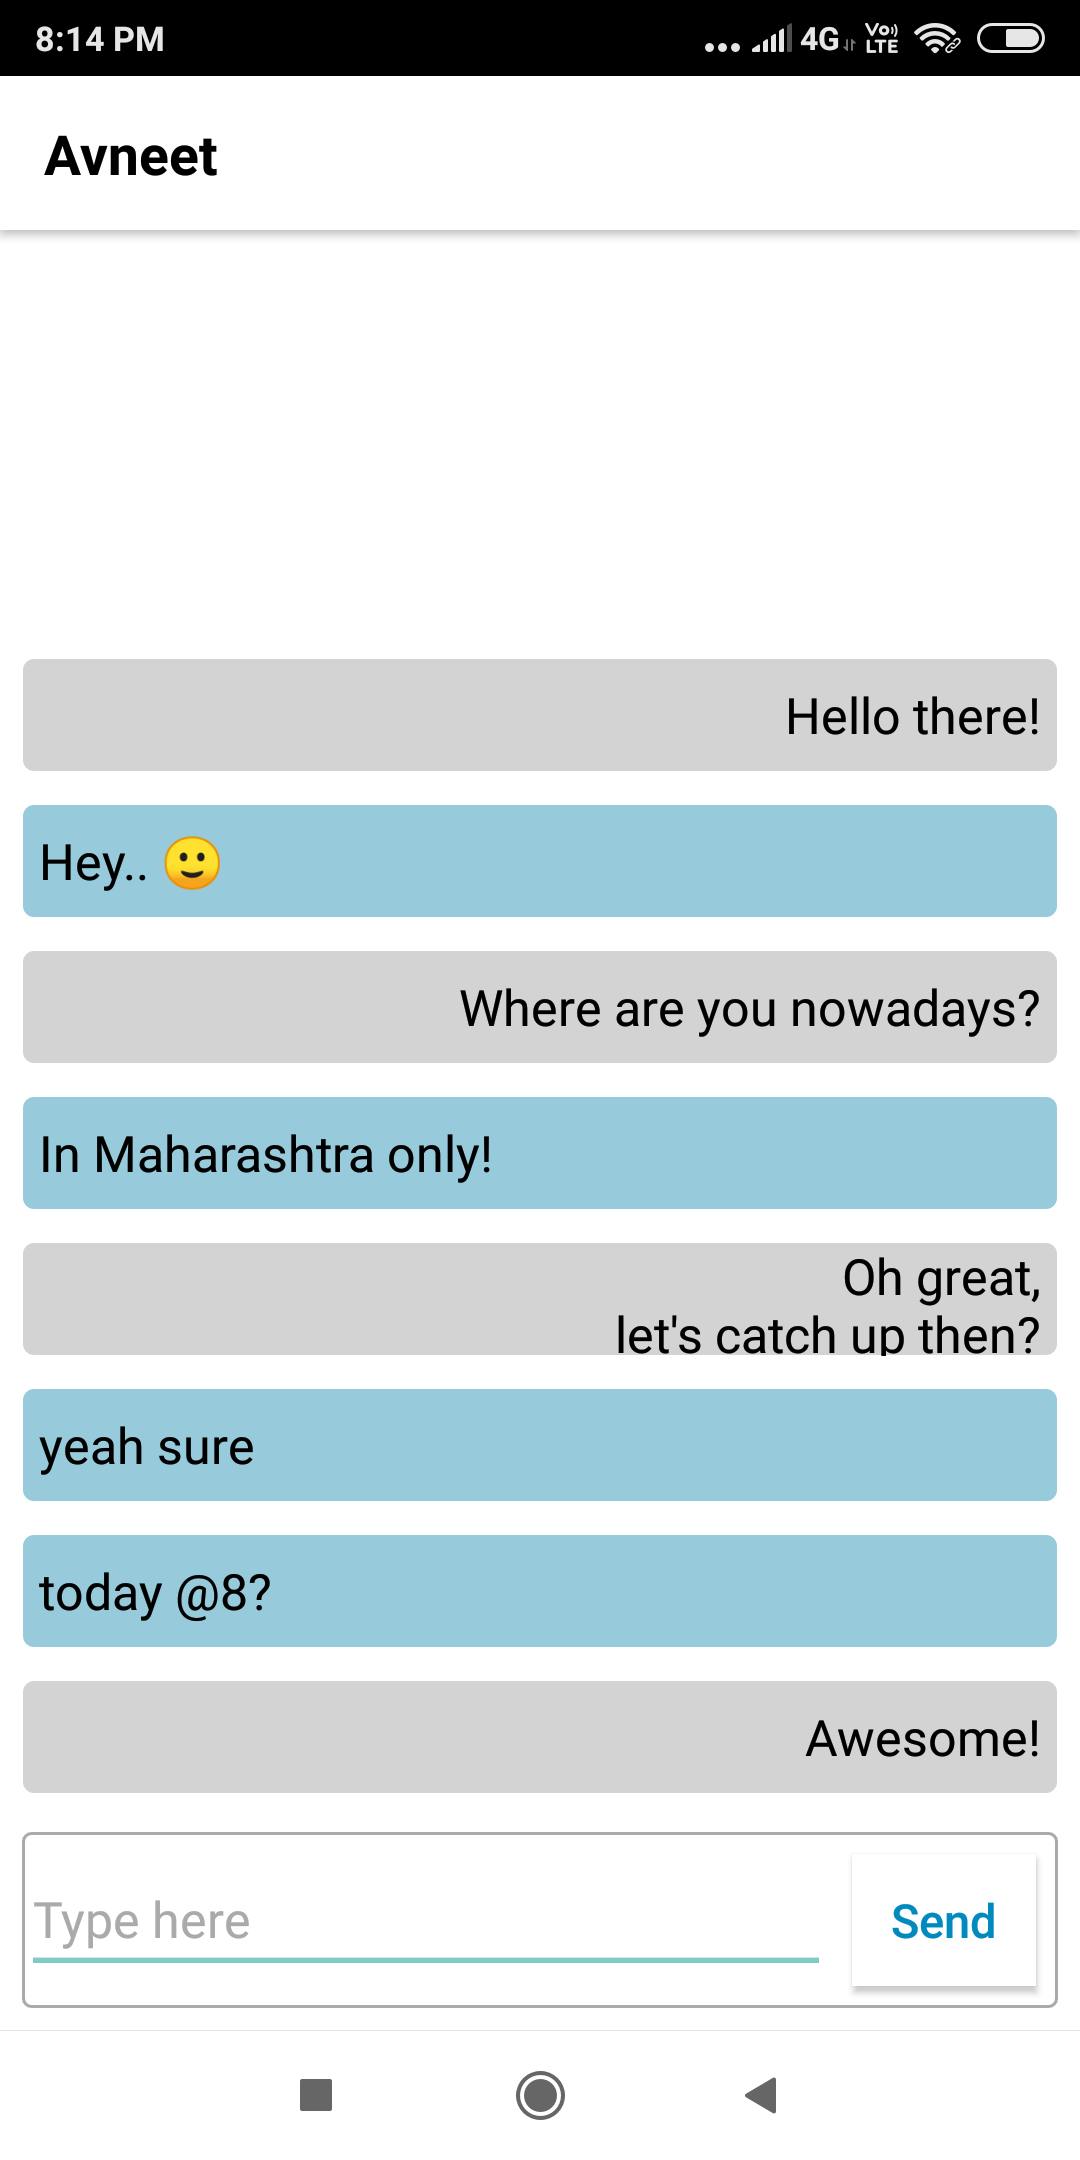 8:14 PM
4G
Vo))
LTE
Avneet
Hello there!
Hey.. 🙂
Where are you nowadays?
In Maharashtra only!
Oh great,
let's catch up then?
yeah sure
today @8?
Awesome!
Type here
Send